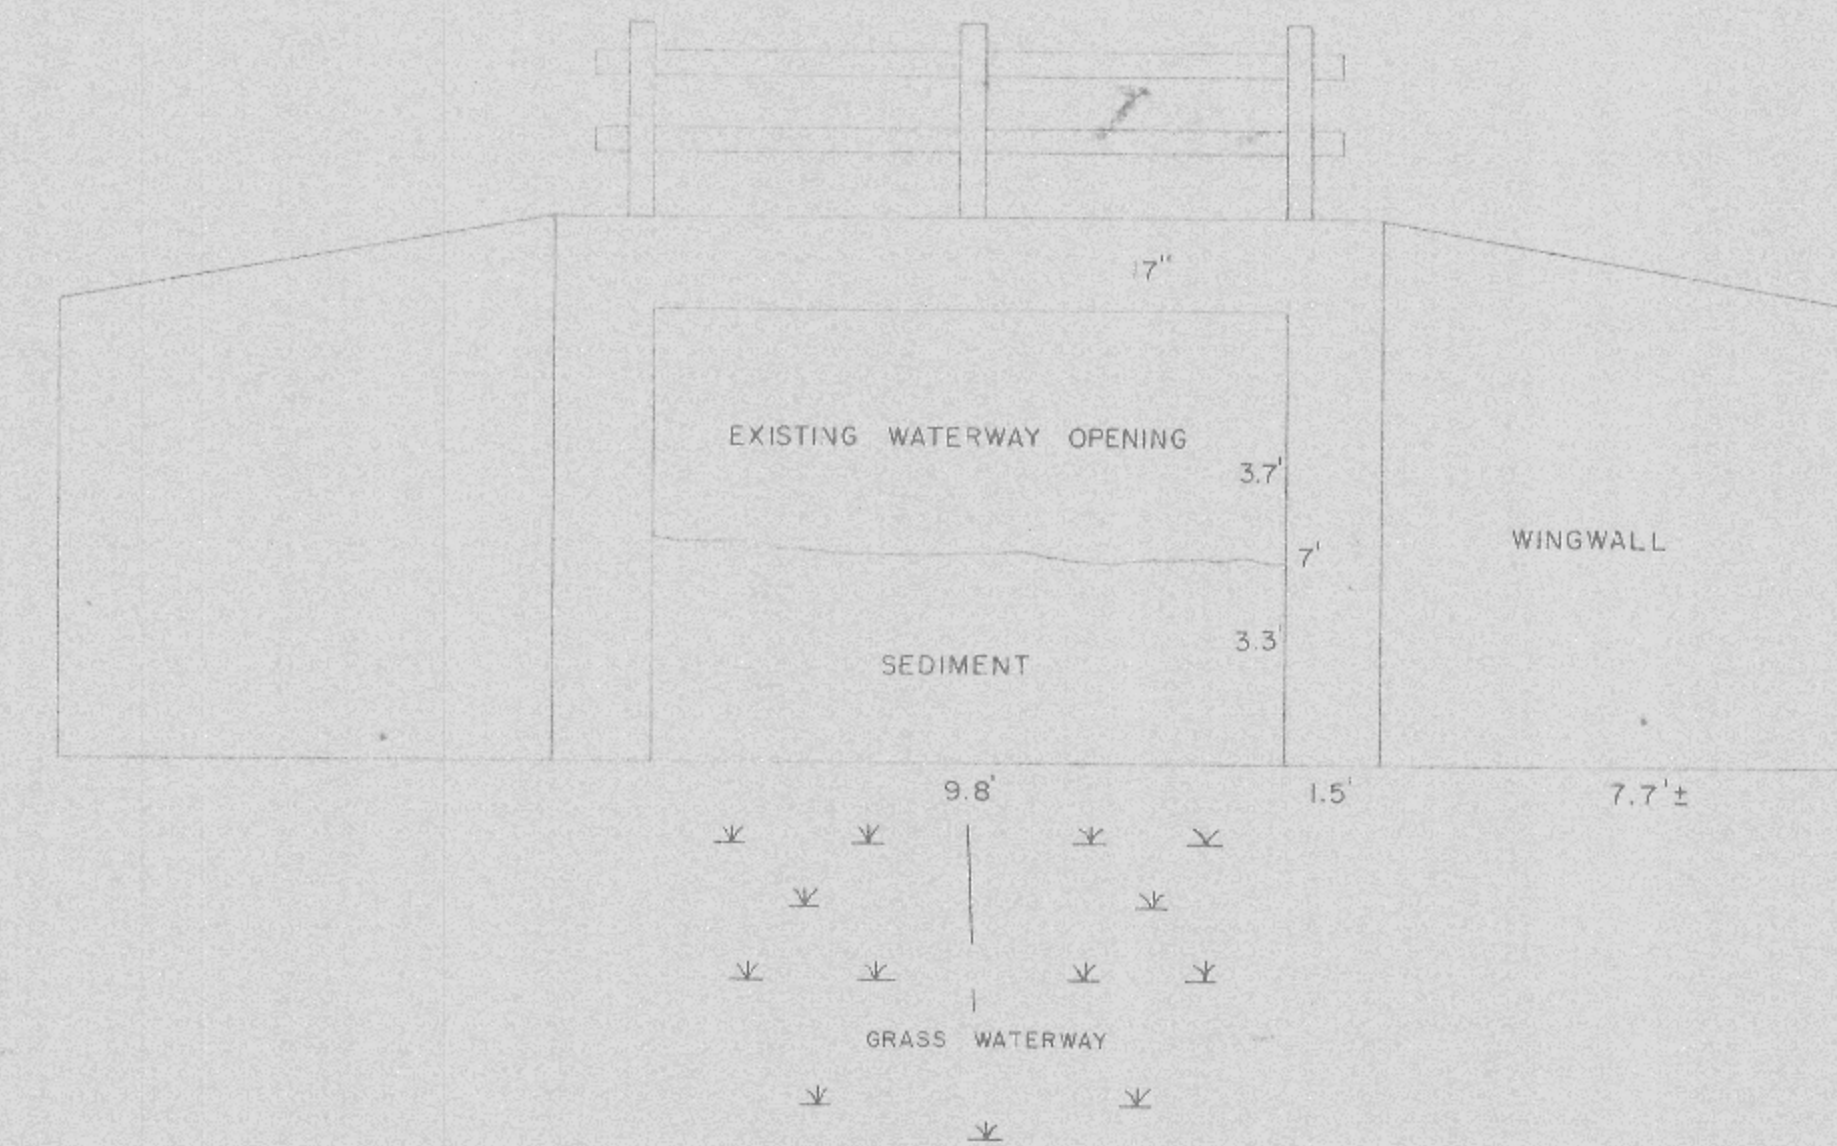 17"
EXISTING WATERWAY OPENING
3.7'
WINGWALL
7'
3.3'
SEDIMENT
9.8'
1.5'
7.7'±
GRASS WATERWAY